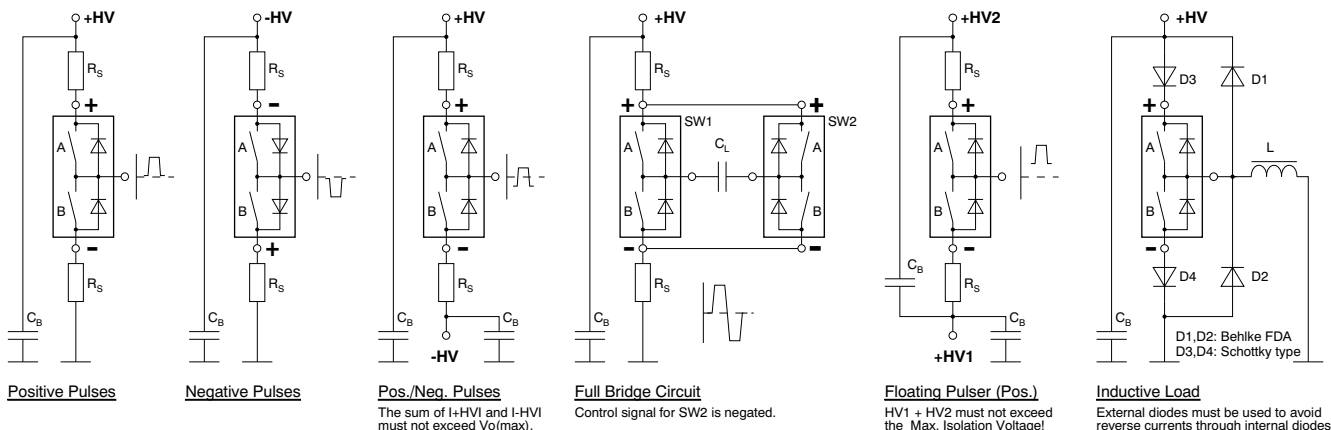 +HV
R_S
+
A
B
-
R_S
C_B
Positive Pulses
-HV
R_S
-
A
B
+
R_S
C_B
Negative Pulses
+HV
R_S
+
A
B
-
R_S
C_B
C_B
-HV
Pos./Neg. Pulses
The sum of I+HVI and I-HVI
must not exceed Vo(max).
+HV
R_S
+
+
SW1
SW2
A
A
C_L
B
B
-
-
R_S
C_B
Full Bridge Circuit
Control signal for SW2 is negated.
+HV2
R_S
+
A
B
-
C_B
R_S
C_B
+HV1
Floating Pulser (Pos.)
HV1 + HV2 must not exceed
the Max. Isolation Voltage!
+HV
D3
D1
+
A
L
B
-
D4
D2
C_B
D1,D2: Behlke FDA
D3,D4: Schottky type
Inductive Load
External diodes must be used to avoid
reverse currents through internal diodes